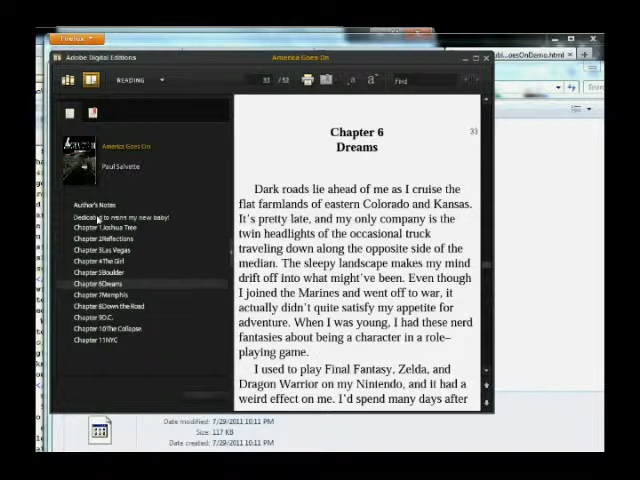 Firefox
Adobe Digital Editions
America Goes On
oesOnDemo.html
READING
33 / 52
Find
America Goes On
Paul Salvette
Author's Notes
my new baby!
Chapter 1Joshua Tree
Chapter 2Reflections
Chapter 3Las Vegas
Chapter 4The Girl
Chapter 5Boulder
Chapter 6Dreams
Chapter 7Memphis
Chapter 8Down the Road
Chapter 9D.C.
Chapter 10The Collapse
Chapter 11NYC
33
Chapter 6
Dreams
Dark roads lie ahead of me as I cruise the
flat farmlands of eastern Colorado and Kansas.
It's pretty late, and my only company is the
twin headlights of the occasional truck
traveling down along the opposite side of the
median. The sleepy landscape makes my mind
drift off into what might've been. Even though
I joined the Marines and went off to war, it
actually didn't quite satisfy my appetite for
adventure. When I was young, I had these nerd
fantasies about being a character in a role–
playing game.
I used to play Final Fantasy, Zelda, and
Dragon Warrior on my Nintendo, and it had a
weird effect on me. I'd spend many days after
Date modified: 7/29/2011 10:11 PM
Size: 117 KB
Date created: 7/29/2011 10:11 PM